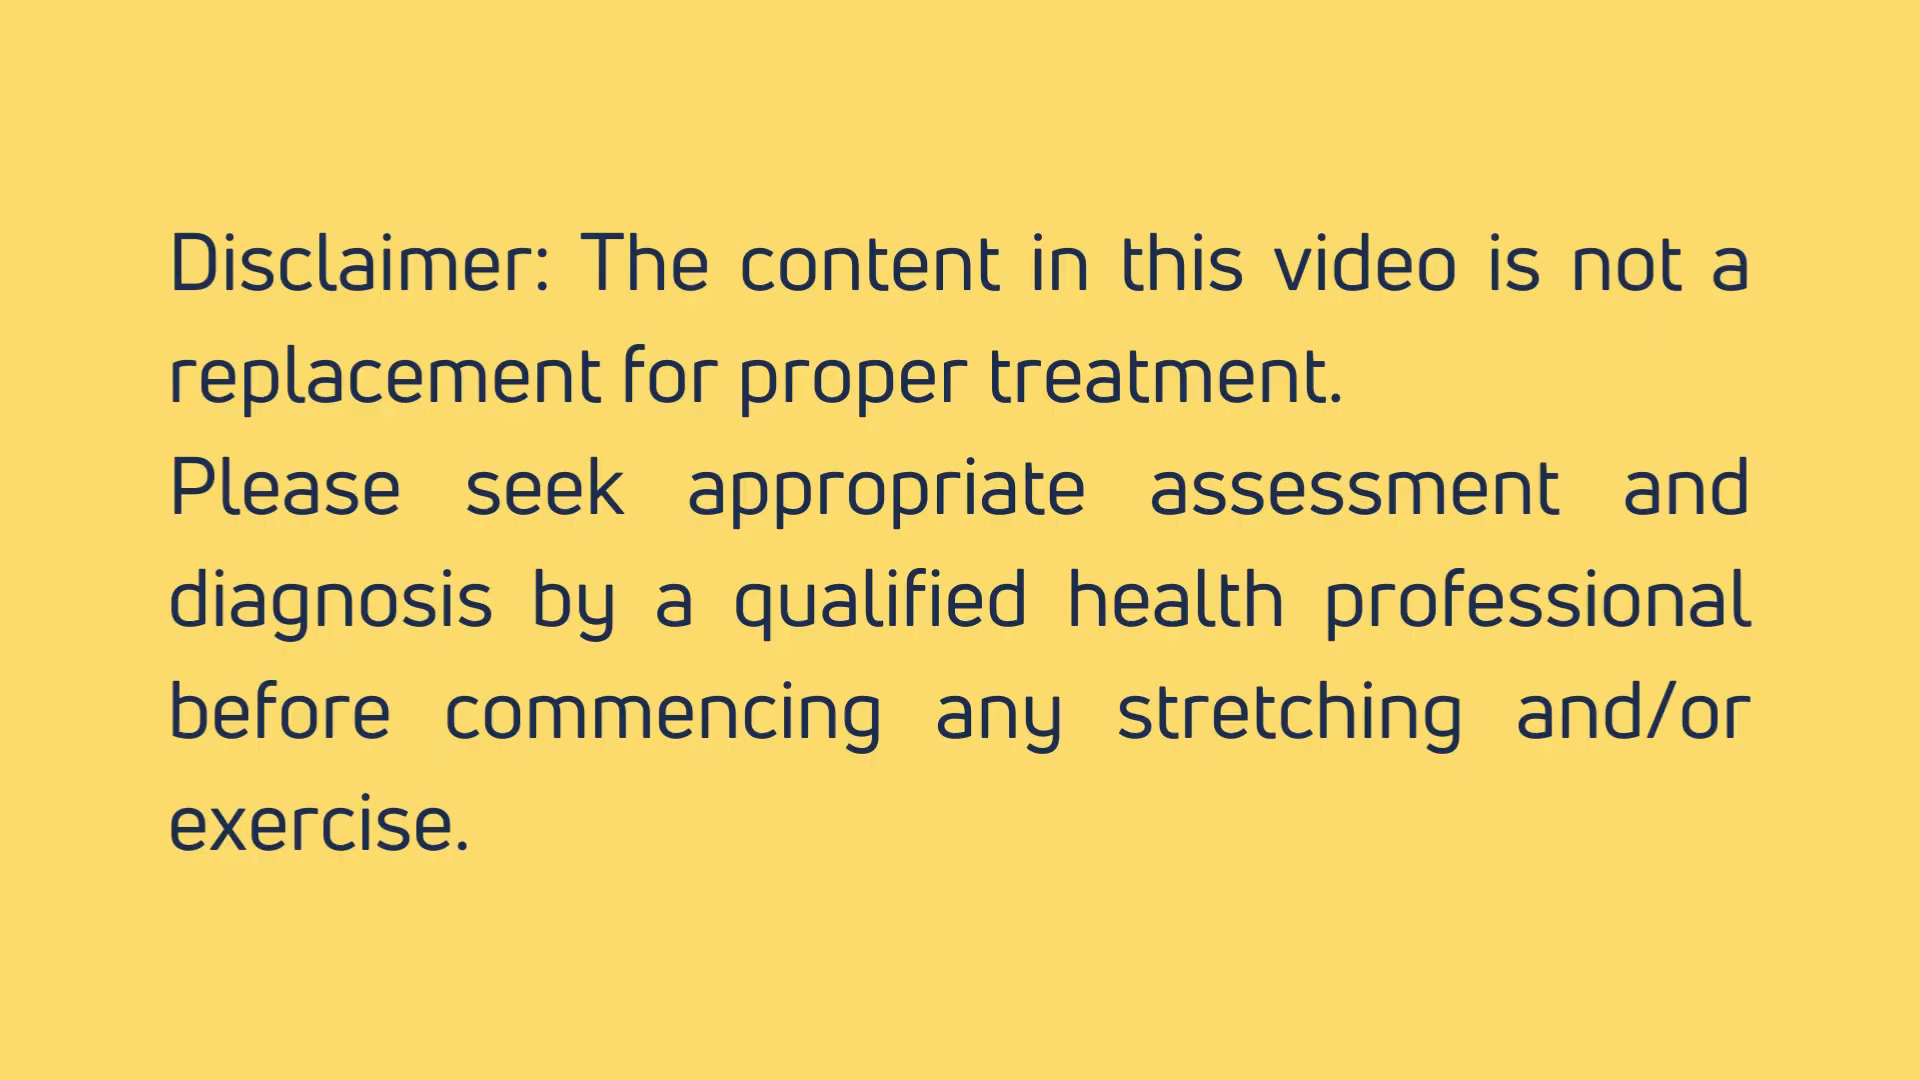 Disclaimer: The content in this video is not a
replacement for proper treatment.
Please seek appropriate assessment and
diagnosis by a qualified health professional
before commencing any stretching and/or
exercise.